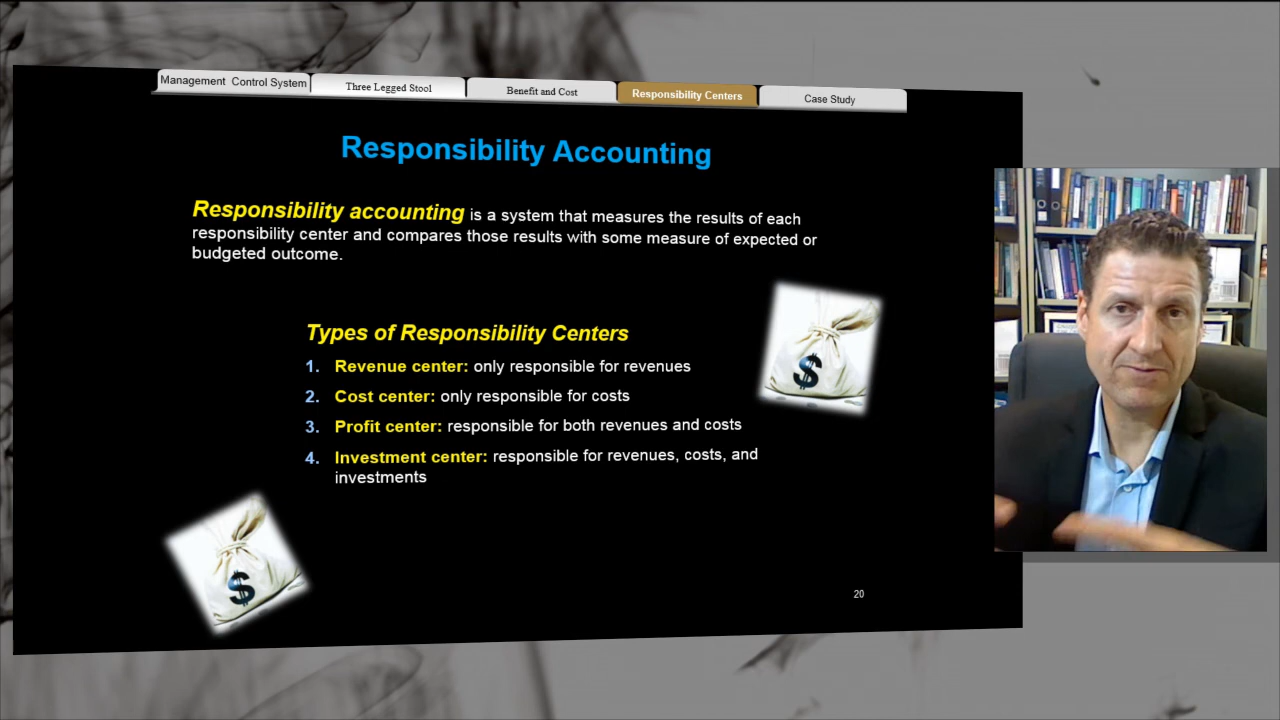 Management Control System
Three Legged Stool
Benefit and Cost
Responsibility Centers
Case Study
Responsibility Accounting
Responsibility accounting is a system that measures the results of each
responsibility center and compares those results with some measure of expected or
budgeted outcome.
Types of Responsibility Centers
1. Revenue center: only responsible for revenues
2. Cost center: only responsible for costs
3. Profit center: responsible for both revenues and costs
4. Investment center: responsible for revenues, costs, and
investments
$
$
20